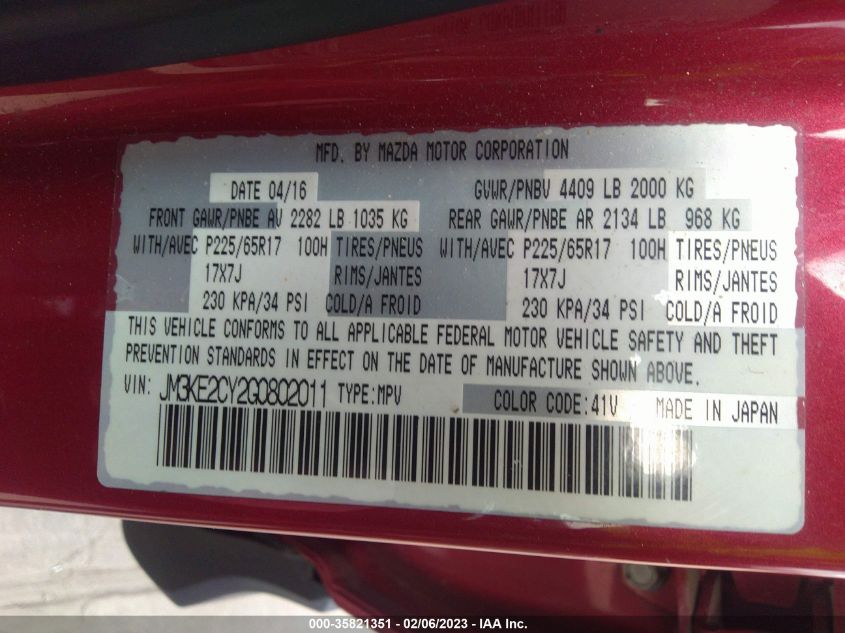 MFD. BY MAZDA MOTOR CORPORATION
DATE 04/16 GVWR/PNBV 4409 LB 2000 KG
FRONT GAWR/PNBE AV 2282 LB 1035 KG REAR GAWR/PNBE AR 2134 LB 968 KG
WITH/AVEC P225/65R17 100H TIRES/PNEUS WITH/AVEC P225/65R17 100H TIRES/PNEUS
17X7J RIMS/JANTES 17X7J RIMS/JANTES
230 KPA/34 PSI COLD/A FROID 230 KPA/34 PSI COLD/A FROID
THIS VEHICLE CONFORMS TO ALL APPLICABLE FEDERAL MOTOR VEHICLE SAFETY AND THEFT
PREVENTION STANDARDS IN EFFECT ON THE DATE OF MANUFACTURE SHOWN ABOVE.
VIN: JM3KE2CY2G0802011 TYPE:MPV COLOR CODE:41V MADE IN JAPAN
000-35821351 — 02/06/2023 — IAA Inc.